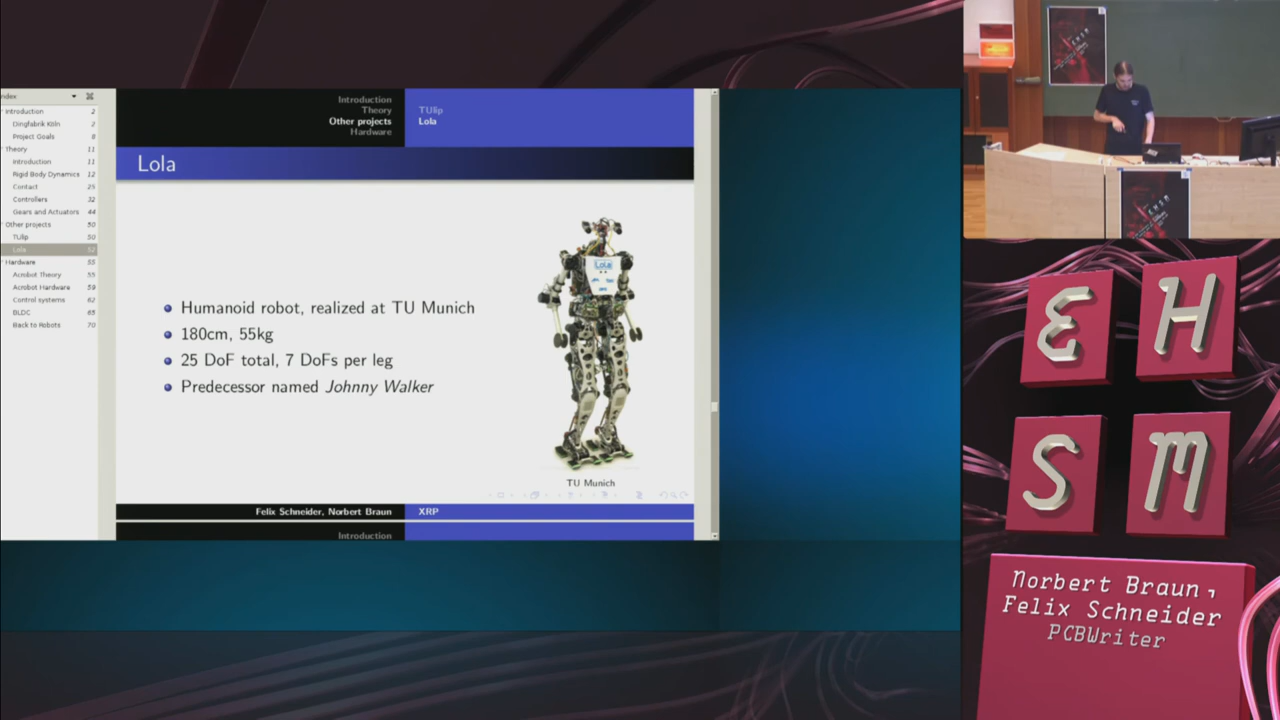 ndex:
Introduction 2
Dingfabrik Köln 2
Project Goals 8
Theory 11
Introduction 11
Rigid Body Dynamics 12
Contact 25
Controllers 32
Gears and Actuators 44
Other projects 50
TUlip 50
Lola 52
Hardware 55
Acrobot Theory 55
Acrobot Hardware 59
Control systems 62
BLDC 65
Back to Robots 70
Introduction
Theory
Other projects
Hardware
TUlip
Lola
Lola
Humanoid robot, realized at TU Munich
180cm, 55kg
25 DoF total, 7 DoFs per leg
Predecessor named Johnny Walker
Lola
TU Munich
Felix Schneider, Norbert Braun XRP
Introduction
EH
SM
Norbert Braun,
Felix Schneider
PCBWriter